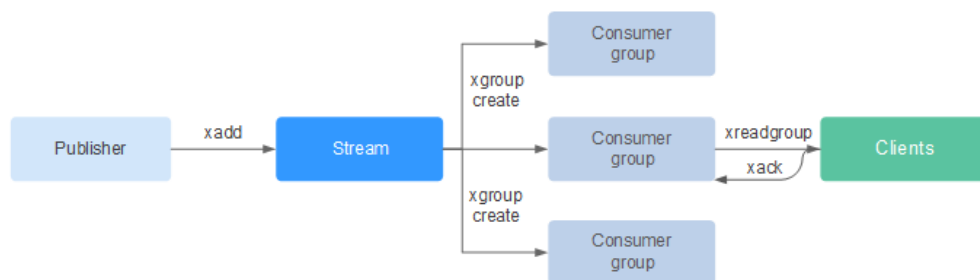 Consumer
group
xgroup
create
Publisher
xadd
Stream
Consumer
group
xreadgroup
xack
Clients
xgroup
create
Consumer
group